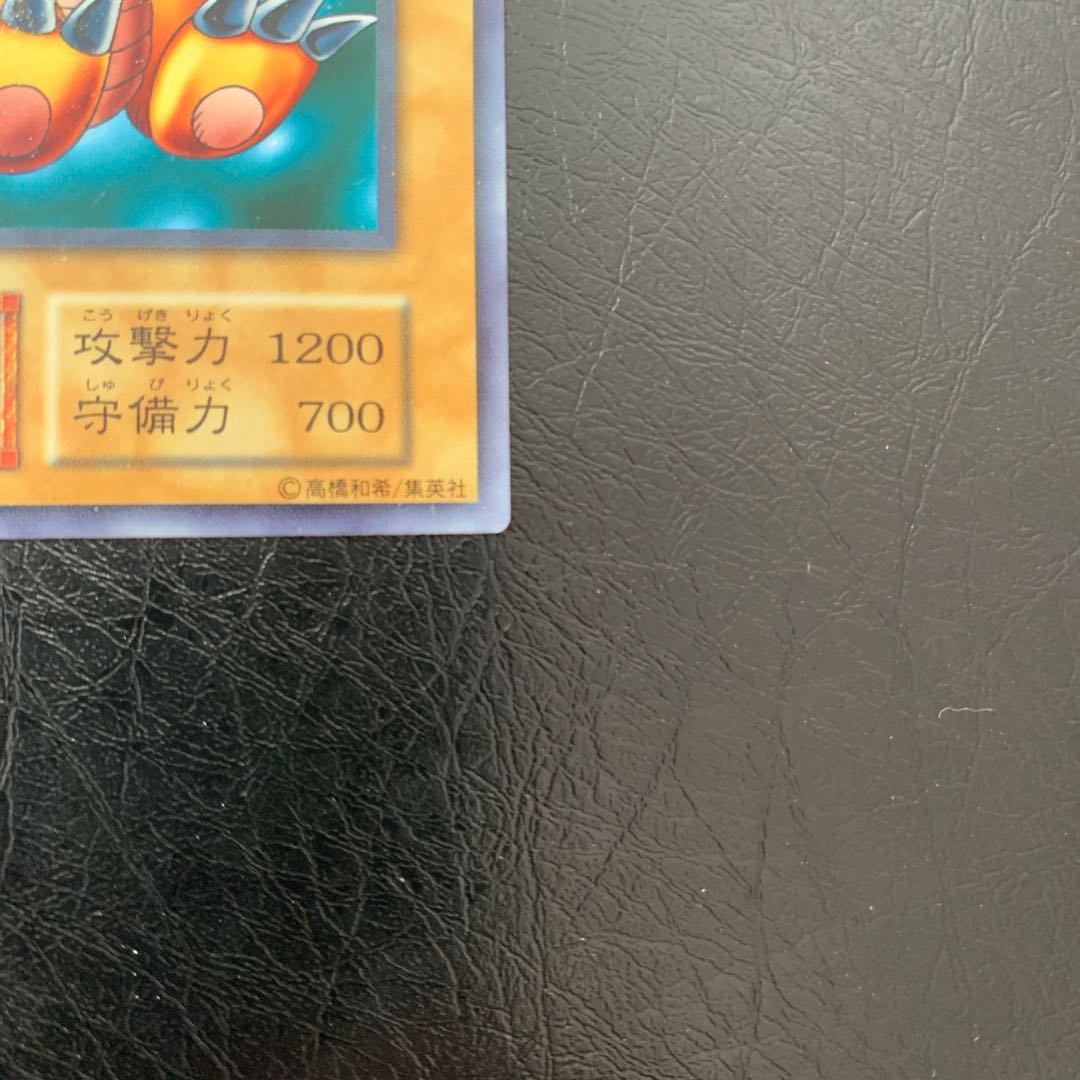 こうげきりょく
攻撃力 1200
しゅびりょく
守備力 700
©高橋和希/集英社